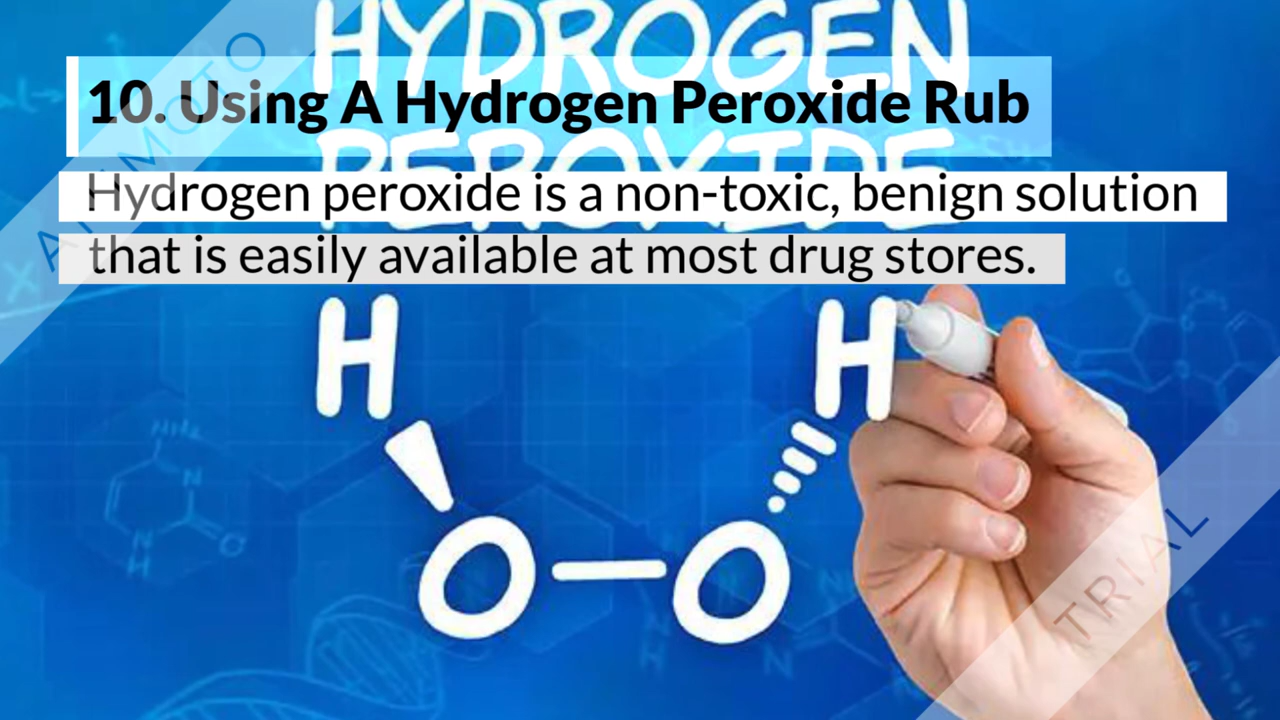 HYDROGEN
10. Using A Hydrogen Peroxide Rub
PEROXIDE
Hydrogen peroxide is a non-toxic, benign solution
that is easily available at most drug stores.
H H
O — O
N
N
H
O
N
TRIAL